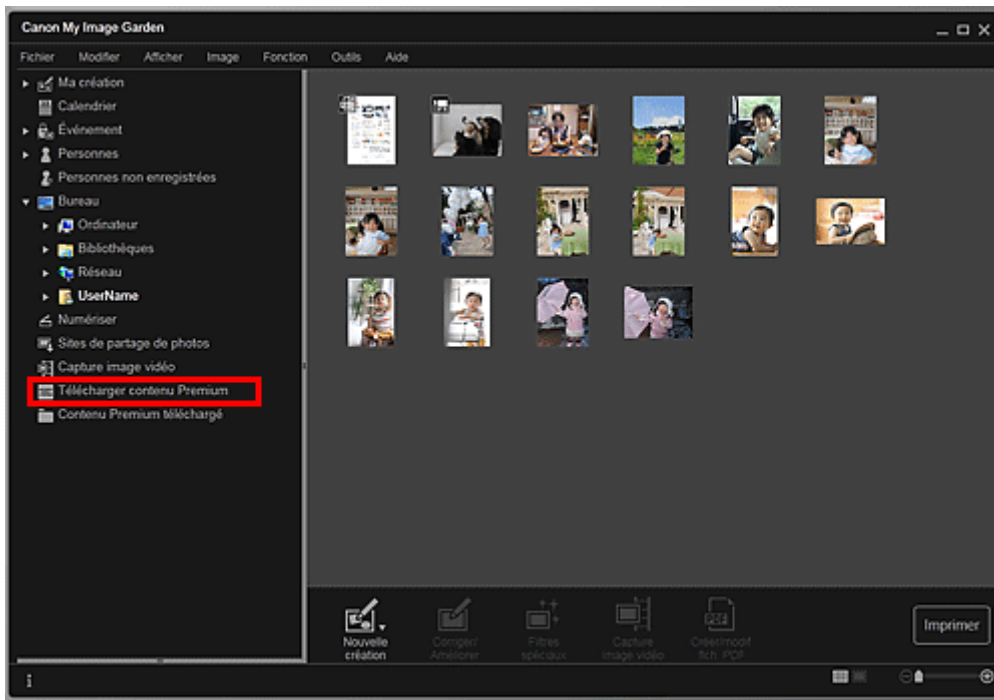 Canon My Image Garden
Fichier Modifier Afficher Image Fonction Outils Aide
Ma création
Calendrier
Événement
Personnes
Personnes non enregistrées
Bureau
Ordinateur
Bibliothèques
Réseau
UserName
Numériser
Sites de partage de photos
Capture image vidéo
Télécharger contenu Premium
Contenu Premium téléchargé
Nouvelle création
Corriger/ Améliorer
Filtres spéciaux
Capture image vidéo
Créer/modif fich. PDF
Imprimer